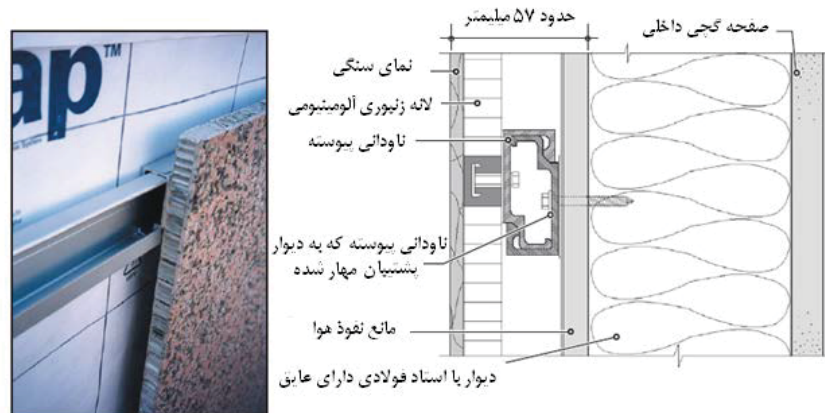 ap™
حدود ۵۷ میلیمتر
صفحه گچی داخلی
نمای سنگی
لانه زنبوری آلومینیومی
ناودانی پیوسته
ناودانی پیوسته که به دیوار
پشتیبان مهار شده
مانع نفوذ هوا
دیوار با استاد فولادی دارای عایق